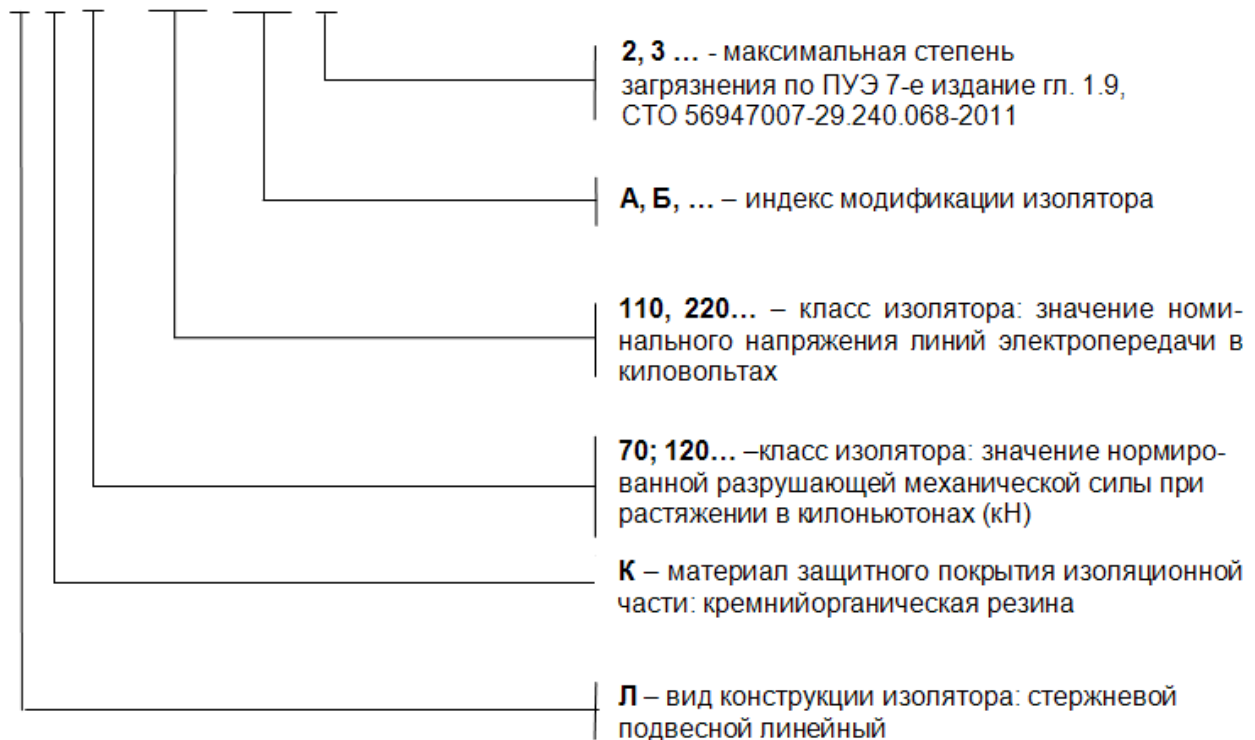 2, 3 … - максимальная степень
загрязнения по ПУЭ 7-е издание гл. 1.9,
СТО 56947007-29.240.068-2011
А, Б, … – индекс модификации изолятора
110, 220… – класс изолятора: значение номи-
нального напряжения линий электропередачи в
киловольтах
70; 120… –класс изолятора: значение нормиро-
ванной разрушающей механической силы при
растяжении в килоньютонах (кН)
К – материал защитного покрытия изоляционной
части: кремнийорганическая резина
Л – вид конструкции изолятора: стержневой
подвесной линейный